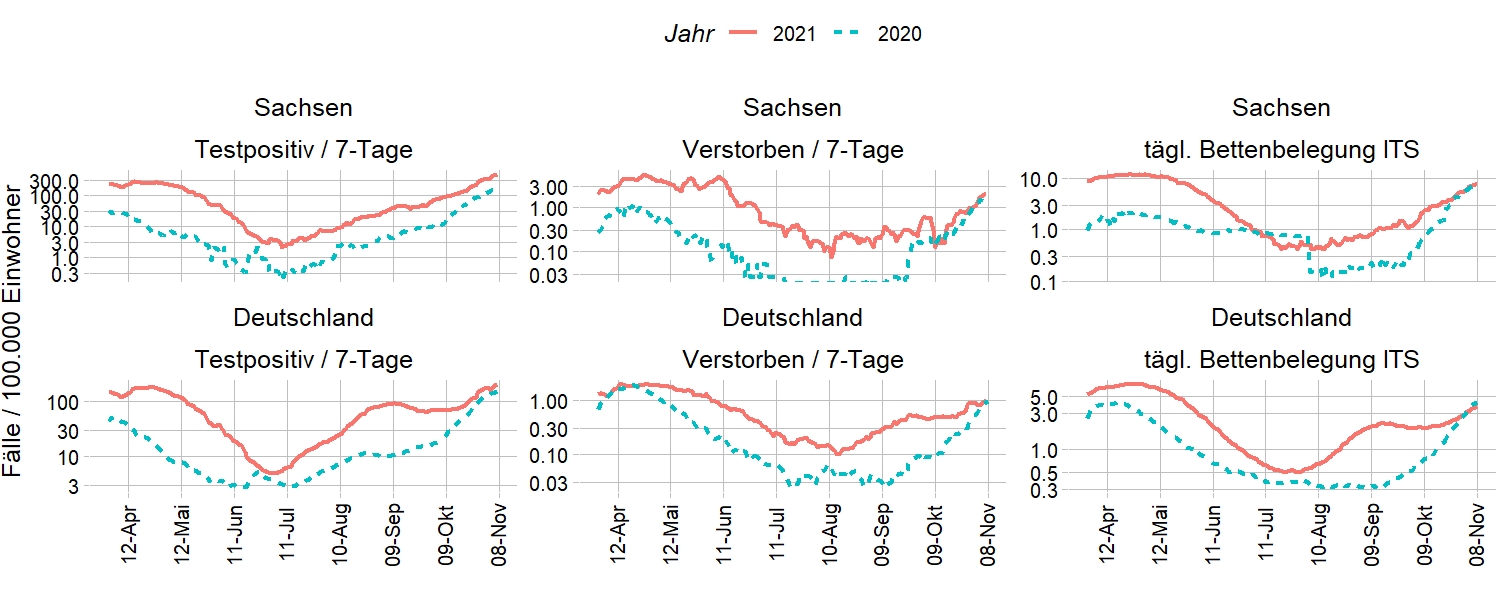 Jahr 2021 2020
Fälle / 100.000 Einwohner
Sachsen
Testpositiv / 7-Tage
300.0
100.0
30.0
10.0
3.0
1.0
0.3
Sachsen
Verstorben / 7-Tage
3.00
1.00
0.30
0.10
0.03
Sachsen
tägl. Bettenbelegung ITS
10.0
3.0
1.0
0.3
0.1
Deutschland
Testpositiv / 7-Tage
100
30
10
3
12-Apr 12-Mai 11-Jun 11-Jul 10-Aug 09-Sep 09-Okt 08-Nov
Deutschland
Verstorben / 7-Tage
1.00
0.30
0.10
0.03
12-Apr 12-Mai 11-Jun 11-Jul 10-Aug 09-Sep 09-Okt 08-Nov
Deutschland
tägl. Bettenbelegung ITS
5.0
3.0
1.0
0.5
0.3
12-Apr 12-Mai 11-Jun 11-Jul 10-Aug 09-Sep 09-Okt 08-Nov